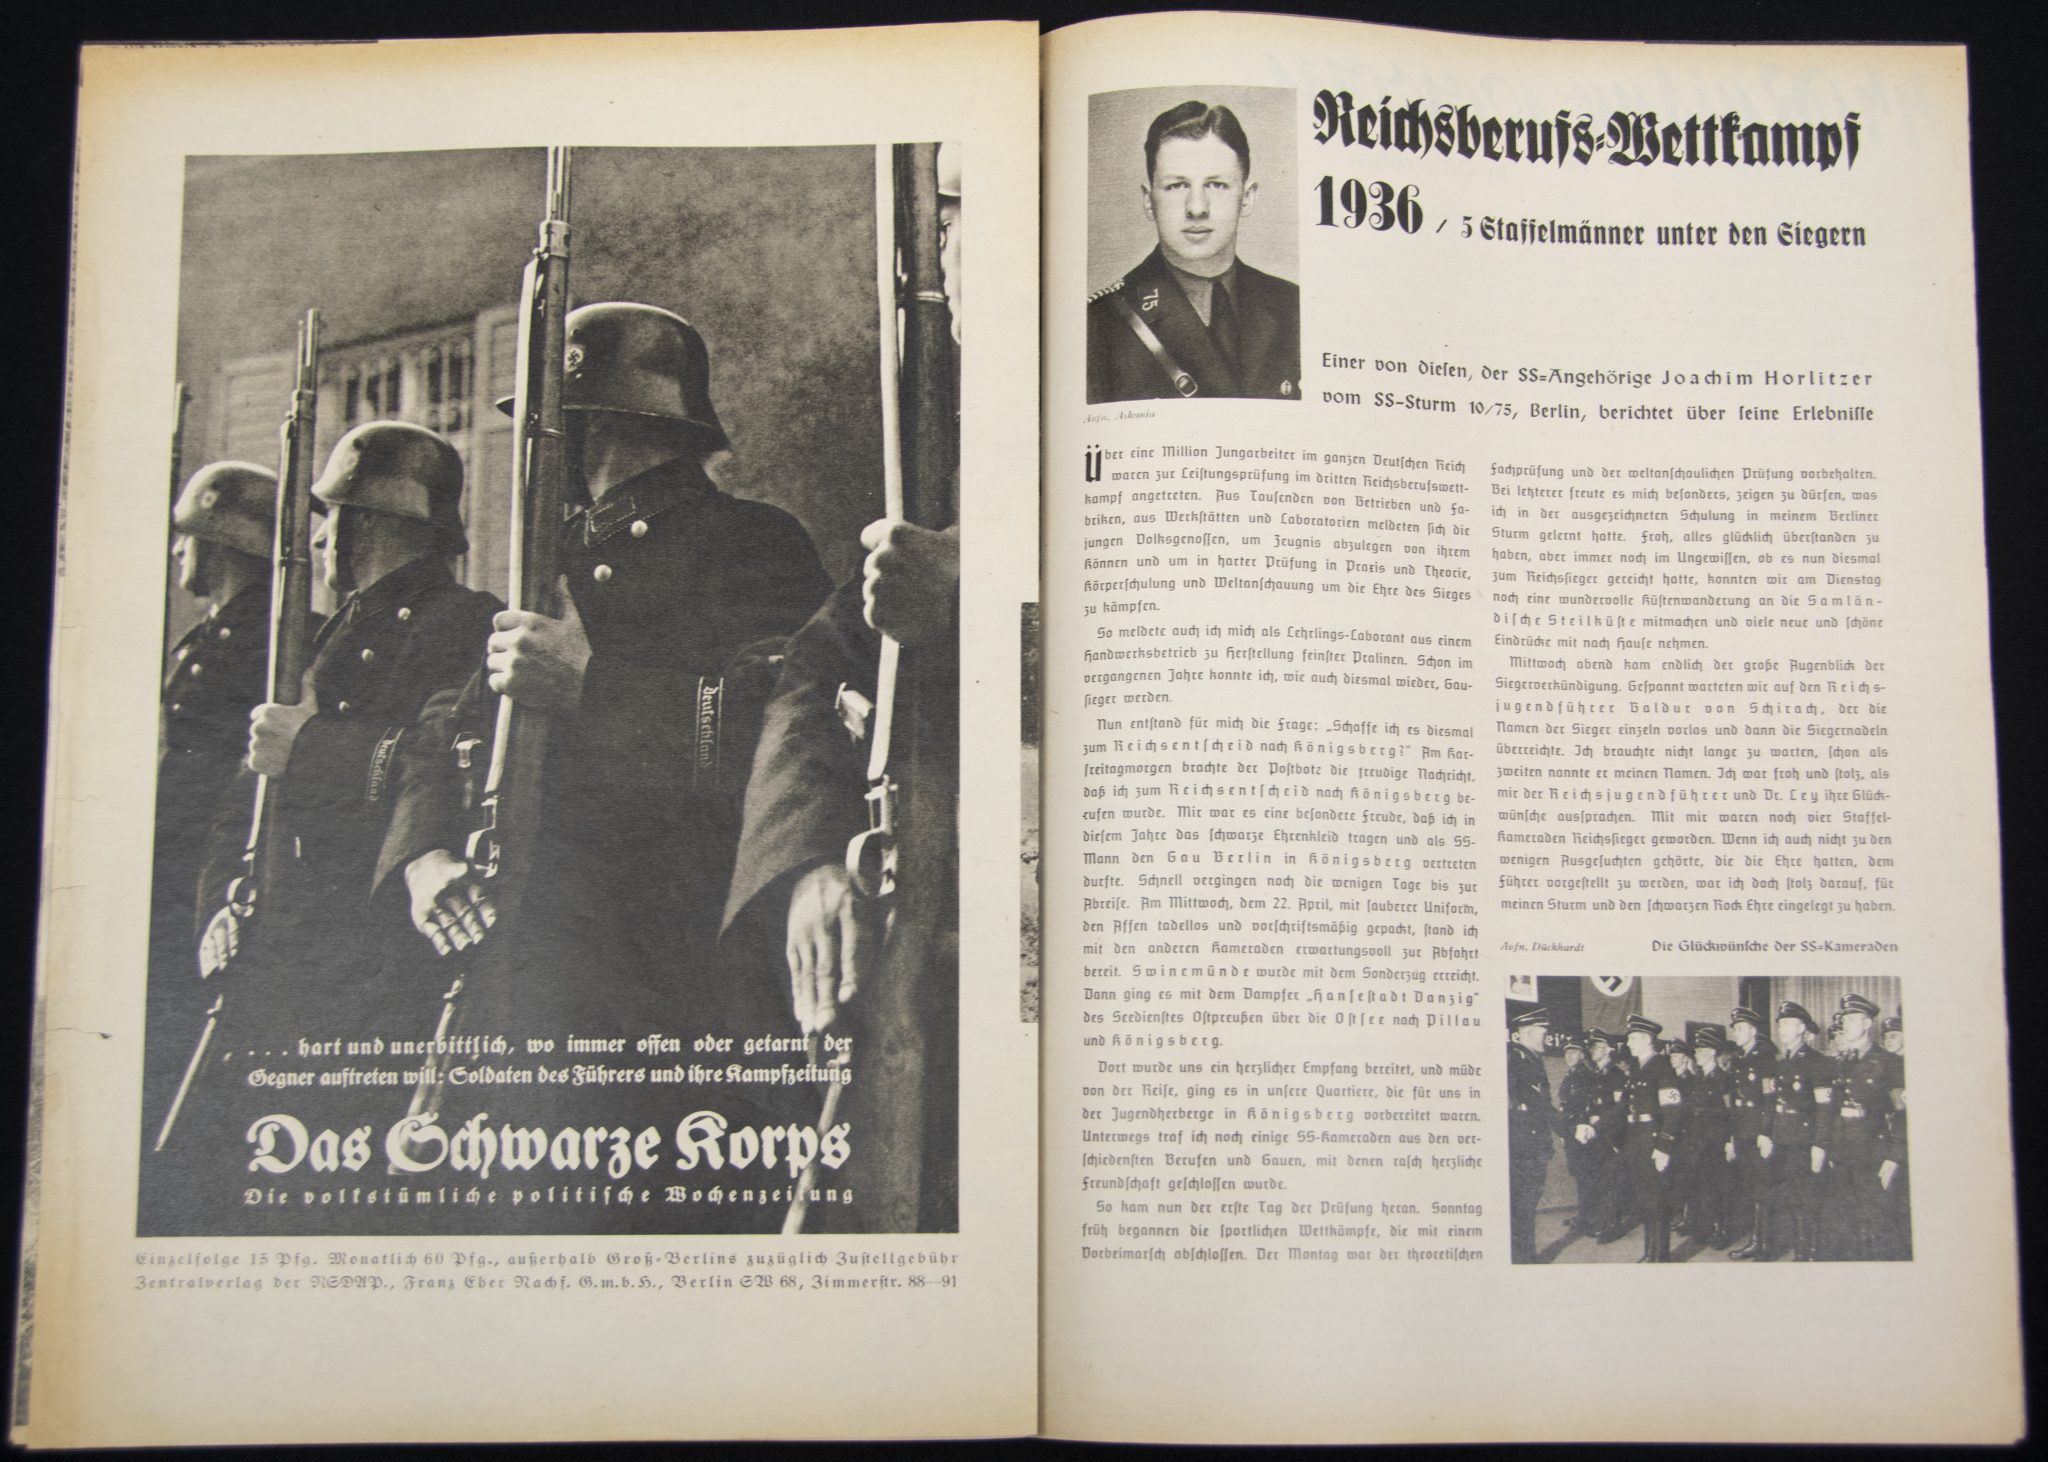 deutschland
deutschland
. . . hart und unerbittlich, wo immer offen oder getarnt der
Gegner auftreten will: Soldaten des Führers und ihre Kampfzeitung
Das Schwarze Korps
Die volkstümliche politische Wochenzeitung
Einzelfolge 15 Pfg. Monatlich 60 Pfg., außerhalb Groß-Berlins zuzüglich Zustellgebühr
Zentralverlag der NSDAP., Franz Eher Nachf. G.m.b.H., Berlin SW 68, Zimmerstr. 88—91
75
Reichsberufs-Wettkampf
1936 / 5 Staffelmänner unter den Siegern
Einer von diesen, der SS-Angehörige Joachim Horlitzer
vom SS-Sturm 10/75, Berlin, berichtet über seine Erlebnisse
Aufn. Askania
Über eine Million Jungarbeiter im ganzen Deutschen Reich
waren zur Leistungsprüfung im dritten Reichsberufswett-
kampf angetreten. Aus Tausenden von Betrieben und Fa-
briken, aus Werkstätten und Laboratorien meldeten sich die
jungen Volksgenossen, um Zeugnis abzulegen von ihrem
Können und um in harter Prüfung in Praxis und Theorie,
Körperschulung und Weltanschauung um die Ehre des Sieges
zu kämpfen.
So meldete auch ich mich als Lehrlings-Laborant aus einem
Handwerksbetrieb zu Herstellung feinster Pralinen. Schon im
vergangenen Jahre konnte ich, wie auch diesmal wieder, Gau-
sieger werden.
Nun entstand für mich die Frage: „Schaffe ich es diesmal
zum Reichsentscheid nach Königsberg?“ Am Kar-
freitagmorgen brachte der Postbote die freudige Nachricht,
daß ich zum Reichsentscheid nach Königsberg be-
rufen wurde. Mir war es eine besondere Freude, daß ich in
diesem Jahre das schwarze Ehrenkleid tragen und als SS-
Mann den Gau Berlin in Königsberg vertreten
durfte. Schnell vergingen noch die wenigen Tage bis zur
Abreise. Am Mittwoch, dem 22. April, mit sauberer Uniform,
den Affen tadellos und vorschriftsmäßig gepackt, stand ich
mit den anderen Kameraden erwartungsvoll zur Abfahrt
bereit. Swinemünde wurde mit dem Sonderzug erreicht.
Dann ging es mit dem Dampfer „Hansestadt Danzig“
des Seedienstes Ostpreußen über die Ostsee nach Pillau
und Königsberg.
Dort wurde uns ein herzlicher Empfang bereitet, und müde
von der Reise, ging es in unsere Quartiere, die für uns in
der Jugendherberge in Königsberg vorbereitet waren.
Unterwegs traf ich noch einige SS-Kameraden aus den ver-
schiedensten Berufen und Gauen, mit denen rasch herzliche
Freundschaft geschlossen wurde.
So kam nun der erste Tag der Prüfung heran. Sonntag
früh begannen die sportlichen Wettkämpfe, die mit einem
Vorbeimarsch abschlossen. Der Montag war der theoretischen
Fachprüfung und der weltanschaulichen Prüfung vorbehalten.
Bei letzterer freute es mich besonders, zeigen zu dürfen, was
ich in der ausgezeichneten Schulung in meinem Berliner
Sturm gelernt hatte. Froh, alles glücklich überstanden zu
haben, aber immer noch im Ungewissen, ob es nun diesmal
zum Reichssieger gereicht hatte, konnten wir am Dienstag
noch eine wundervolle Küstenwanderung an die Samlän-
dische Steilküste mitmachen und viele neue und schöne
Eindrücke mit nach Hause nehmen.
Mittwoch abend kam endlich der große Augenblick der
Siegerverkündigung. Gespannt warteten wir auf den Reichs-
jugendführer Baldur von Schirach, der die
Namen der Sieger einzeln vorlas und dann die Siegernadeln
überreichte. Ich brauchte nicht lange zu warten, schon als
zweiten nannte er meinen Namen. Ich war froh und stolz, als
mir der Reichsjugendführer und Dr. Ley ihre Glück-
wünsche aussprachen. Mit mir waren noch vier Staffel-
Kameraden Reichssieger geworden. Wenn ich auch nicht zu den
wenigen Ausgesuchten gehörte, die die Ehre hatten, dem
Führer vorgestellt zu werden, war ich doch stolz darauf, für
meinen Sturm und den schwarzen Rock Ehre eingelegt zu haben.
Aufn. Dückhardt
Die Glückwünsche der SS-Kameraden